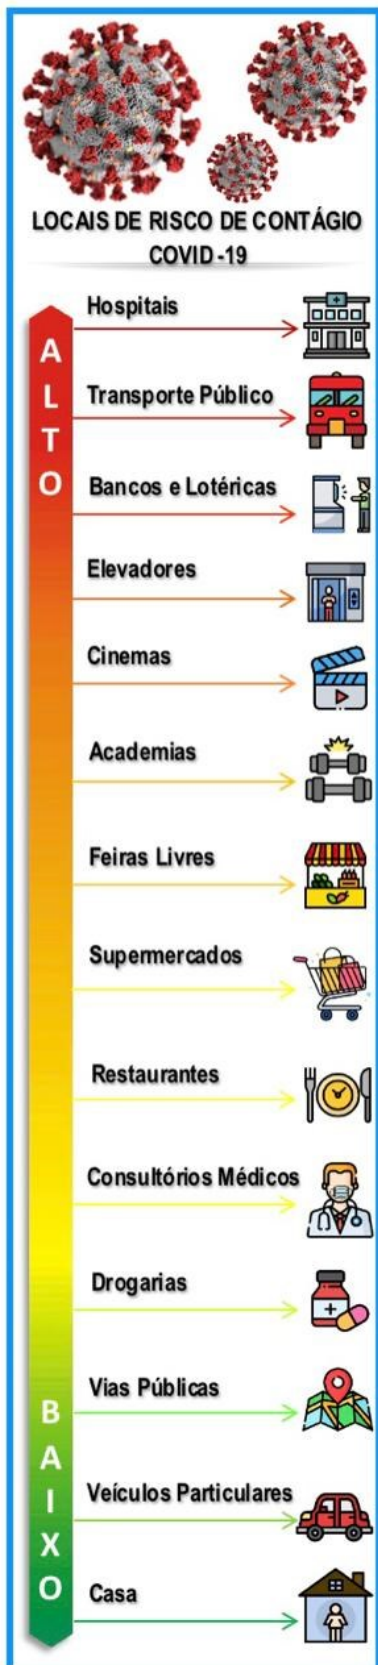 LOCAIS DE RISCO DE CONTÁGIO
COVID -19
ALTO
Hospitais
Transporte Público
Bancos e Lotéricas
Elevadores
Cinemas
Academias
Feiras Livres
Supermercados
Restaurantes
Consultórios Médicos
Drogarias
Vias Públicas
Veículos Particulares
Casa
BAIXO